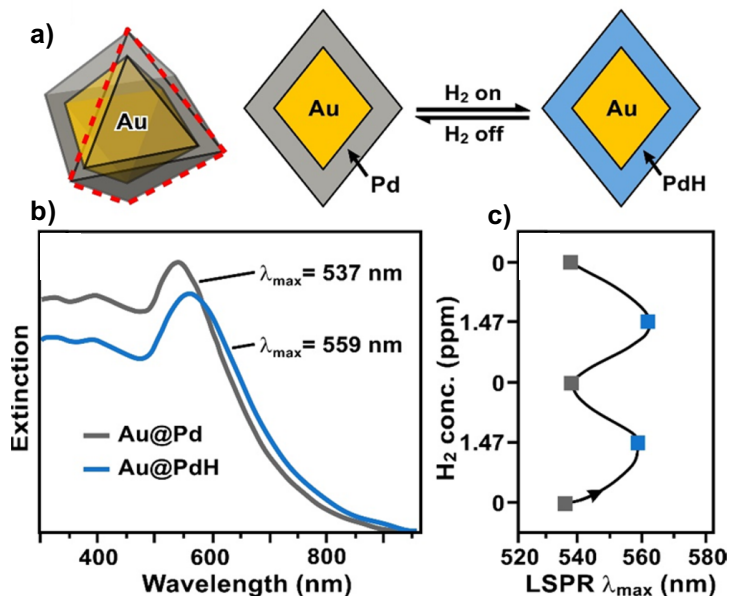 a)
Au
Au
Pd
H₂ on
H₂ off
Au
PdH
b)
λmax= 537 nm
λmax= 559 nm
Au@Pd
Au@PdH
Extinction
400
600
800
Wavelength (nm)
c)
H₂ conc. (ppm)
0
1.47
0
1.47
0
520
540
560
580
LSPR λmax (nm)